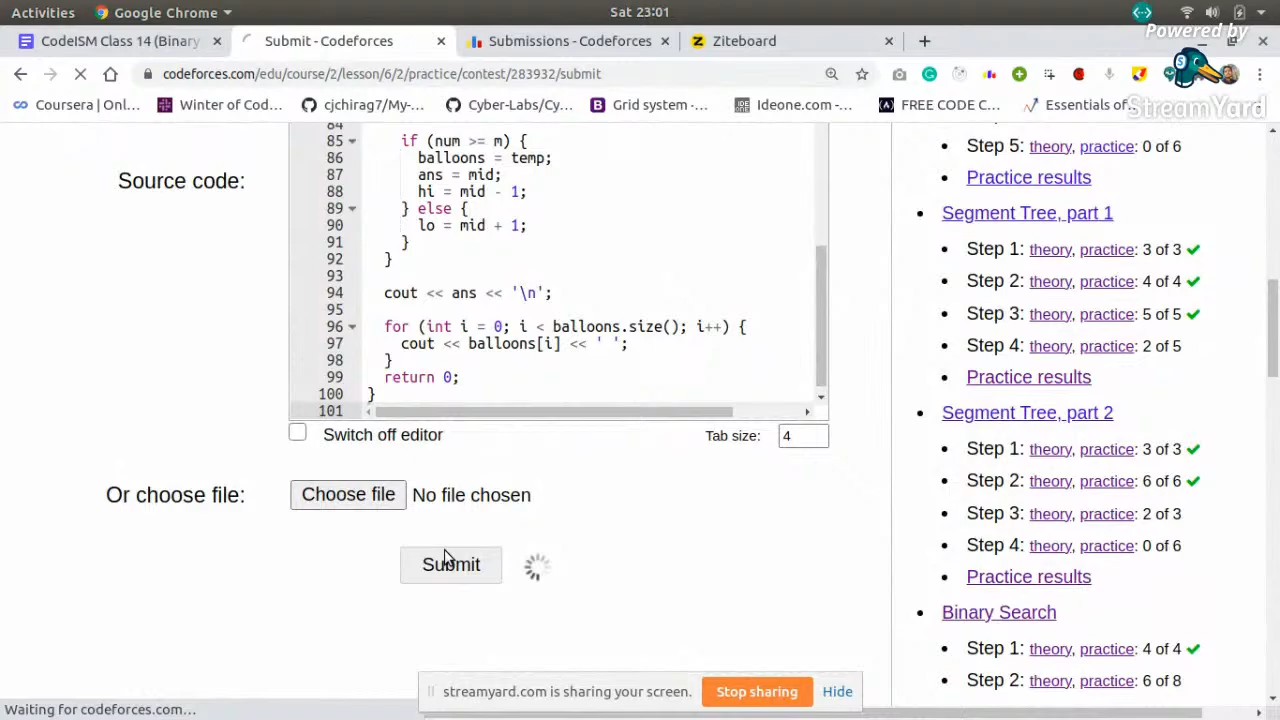 Activities Google Chrome Sat 23:01
Powered by
StreamYard
CodeISM Class 14 (Binary Submit - Codeforces Submissions - Codeforces Ziteboard
codeforces.com/edu/course/2/lesson/6/2/practice/contest/283932/submit
Coursera | Onl... Winter of Cod... cjchirag7/My-... Cyber-Labs/Cy... Grid system -... Ideone.com -... FREE CODE C... Essentials of...
Source code:
84
85 if (num >= m) {
86 balloons = temp;
87 ans = mid;
88 hi = mid - 1;
89 } else {
90 lo = mid + 1;
91 }
92 }
93
94 cout << ans << '\n';
95
96 for (int i = 0; i < balloons.size(); i++) {
97 cout << balloons[i] << ' ';
98 }
99 return 0;
100 }
101
Switch off editor Tab size: 4
Or choose file: Choose file No file chosen
Submit
Step 5: theory, practice: 0 of 6
Practice results
Segment Tree, part 1
Step 1: theory, practice: 3 of 3
Step 2: theory, practice: 4 of 4
Step 3: theory, practice: 5 of 5
Step 4: theory, practice: 2 of 5
Practice results
Segment Tree, part 2
Step 1: theory, practice: 3 of 3
Step 2: theory, practice: 6 of 6
Step 3: theory, practice: 2 of 3
Step 4: theory, practice: 0 of 6
Practice results
Binary Search
Step 1: theory, practice: 4 of 4
Step 2: theory, practice: 6 of 8
streamyard.com is sharing your screen. Stop sharing Hide
Waiting for codeforces.com...